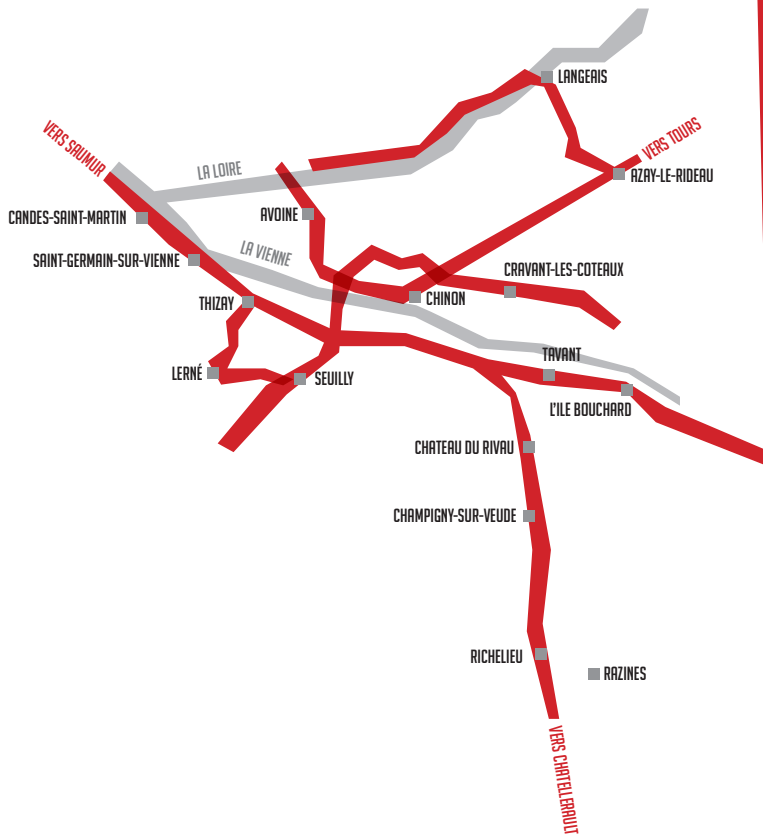 LANGEAIS
VERS SAUMUR
VERS TOURS
LA LOIRE
AZAY-LE-RIDEAU
CANDES-SAINT-MARTIN
AVOINE
LA VIENNE
SAINT-GERMAIN-SUR-VIENNE
CRAVANT-LES-COTEAUX
THIZAY
CHINON
TAVANT
LERNÉ
SEUILLY
L'ILE BOUCHARD
CHATEAU DU RIVAU
CHAMPIGNY-SUR-VEUDE
RICHELIEU
RAZINES
VERS CHATELLERAULT